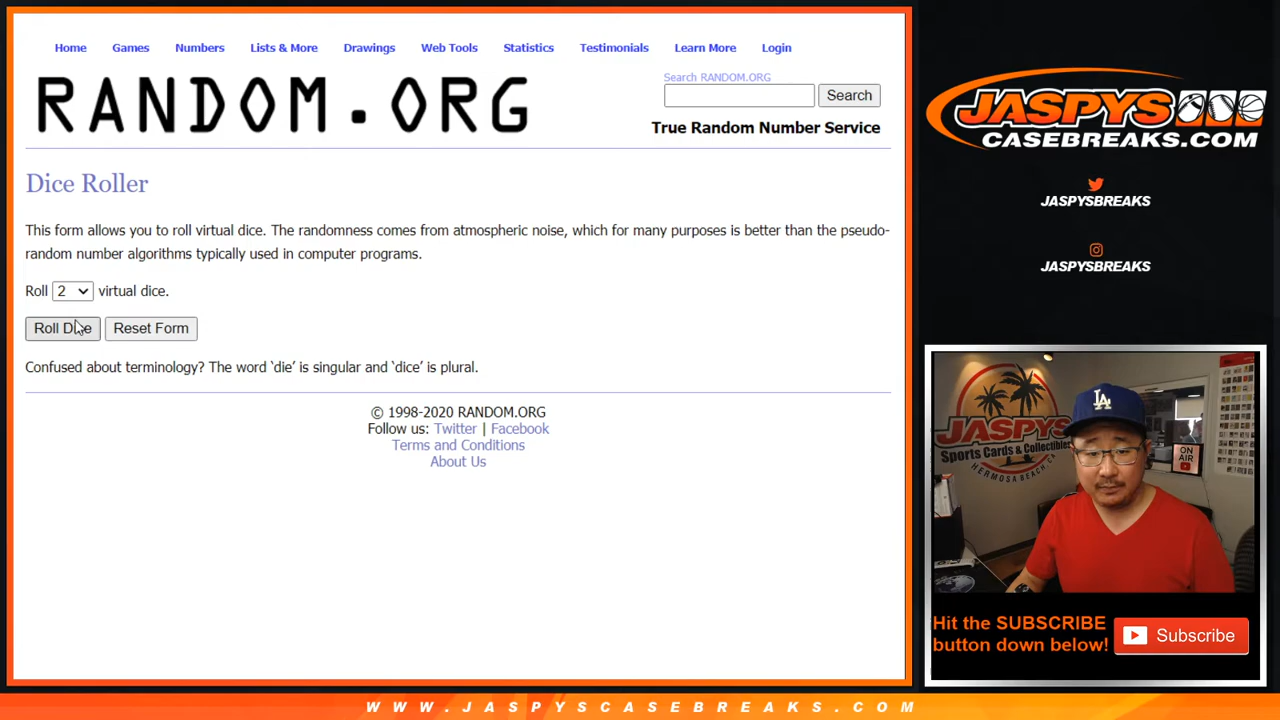 Home Games Numbers Lists & More Drawings Web Tools Statistics Testimonials Learn More Login
RANDOM.ORG
Search RANDOM.ORG
Search
True Random Number Service
Dice Roller
This form allows you to roll virtual dice. The randomness comes from atmospheric noise, which for many purposes is better than the pseudo-
random number algorithms typically used in computer programs.
Roll 2 virtual dice.
Roll Dice Reset Form
Confused about terminology? The word 'die' is singular and 'dice' is plural.
© 1998-2020 RANDOM.ORG
Follow us: Twitter | Facebook
Terms and Conditions
About Us
JASPYS
CASEBREAKS.COM
JASPYSBREAKS
JASPYSBREAKS
JASPYS
Sports Cards & Collectibles
HERMOSA BEACH, CA
LA
ON
AIR
Hit the SUBSCRIBE
button down below!
Subscribe
WWW.JASPYSCASEBREAKS.COM